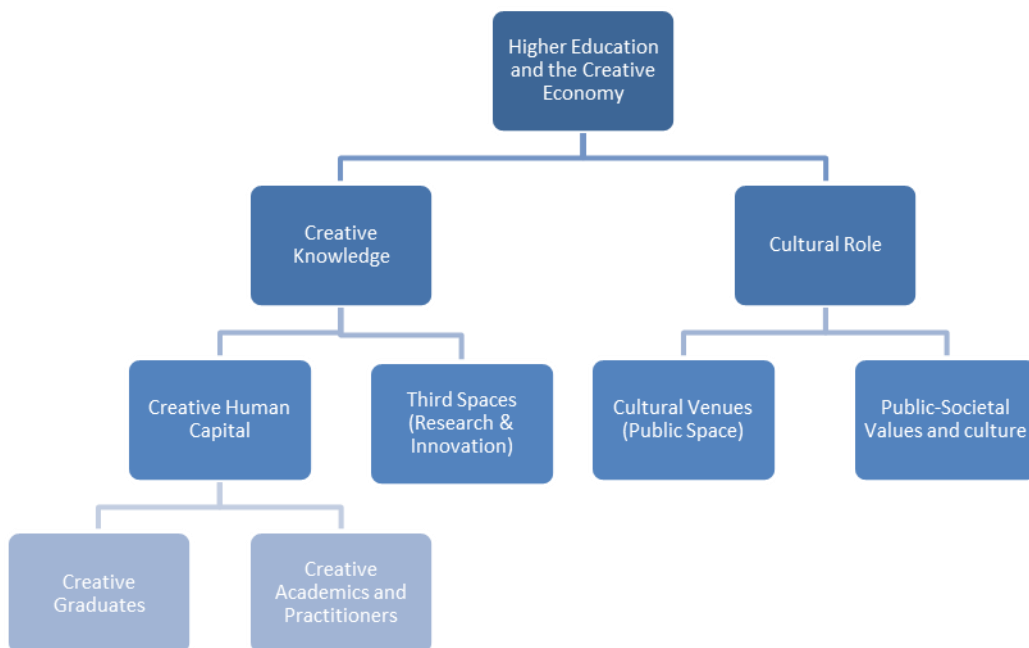 Higher Education
and the Creative
Economy
Creative
Knowledge
Cultural Role
Creative Human
Capital
Third Spaces
(Research &
Innovation)
Cultural Venues
(Public Space)
Public-Societal
Values and culture
Creative
Graduates
Creative
Academics and
Practitioners